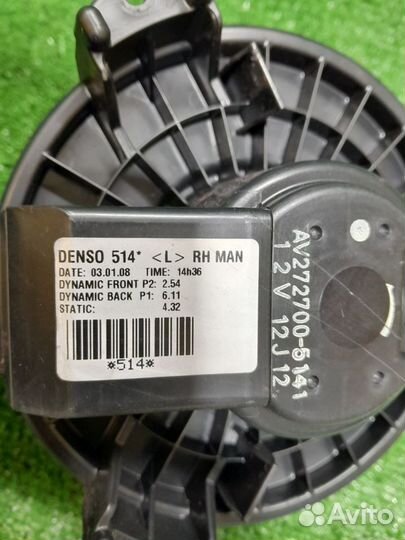 DENSO 514* <L> RH MAN
DATE: 03.01.08 TIME: 14h36
DYNAMIC FRONT P2: 2.54
DYNAMIC BACK P1: 6.11
STATIC: 4.32
*514*
AV272700-5141
12V 12J12
Avito